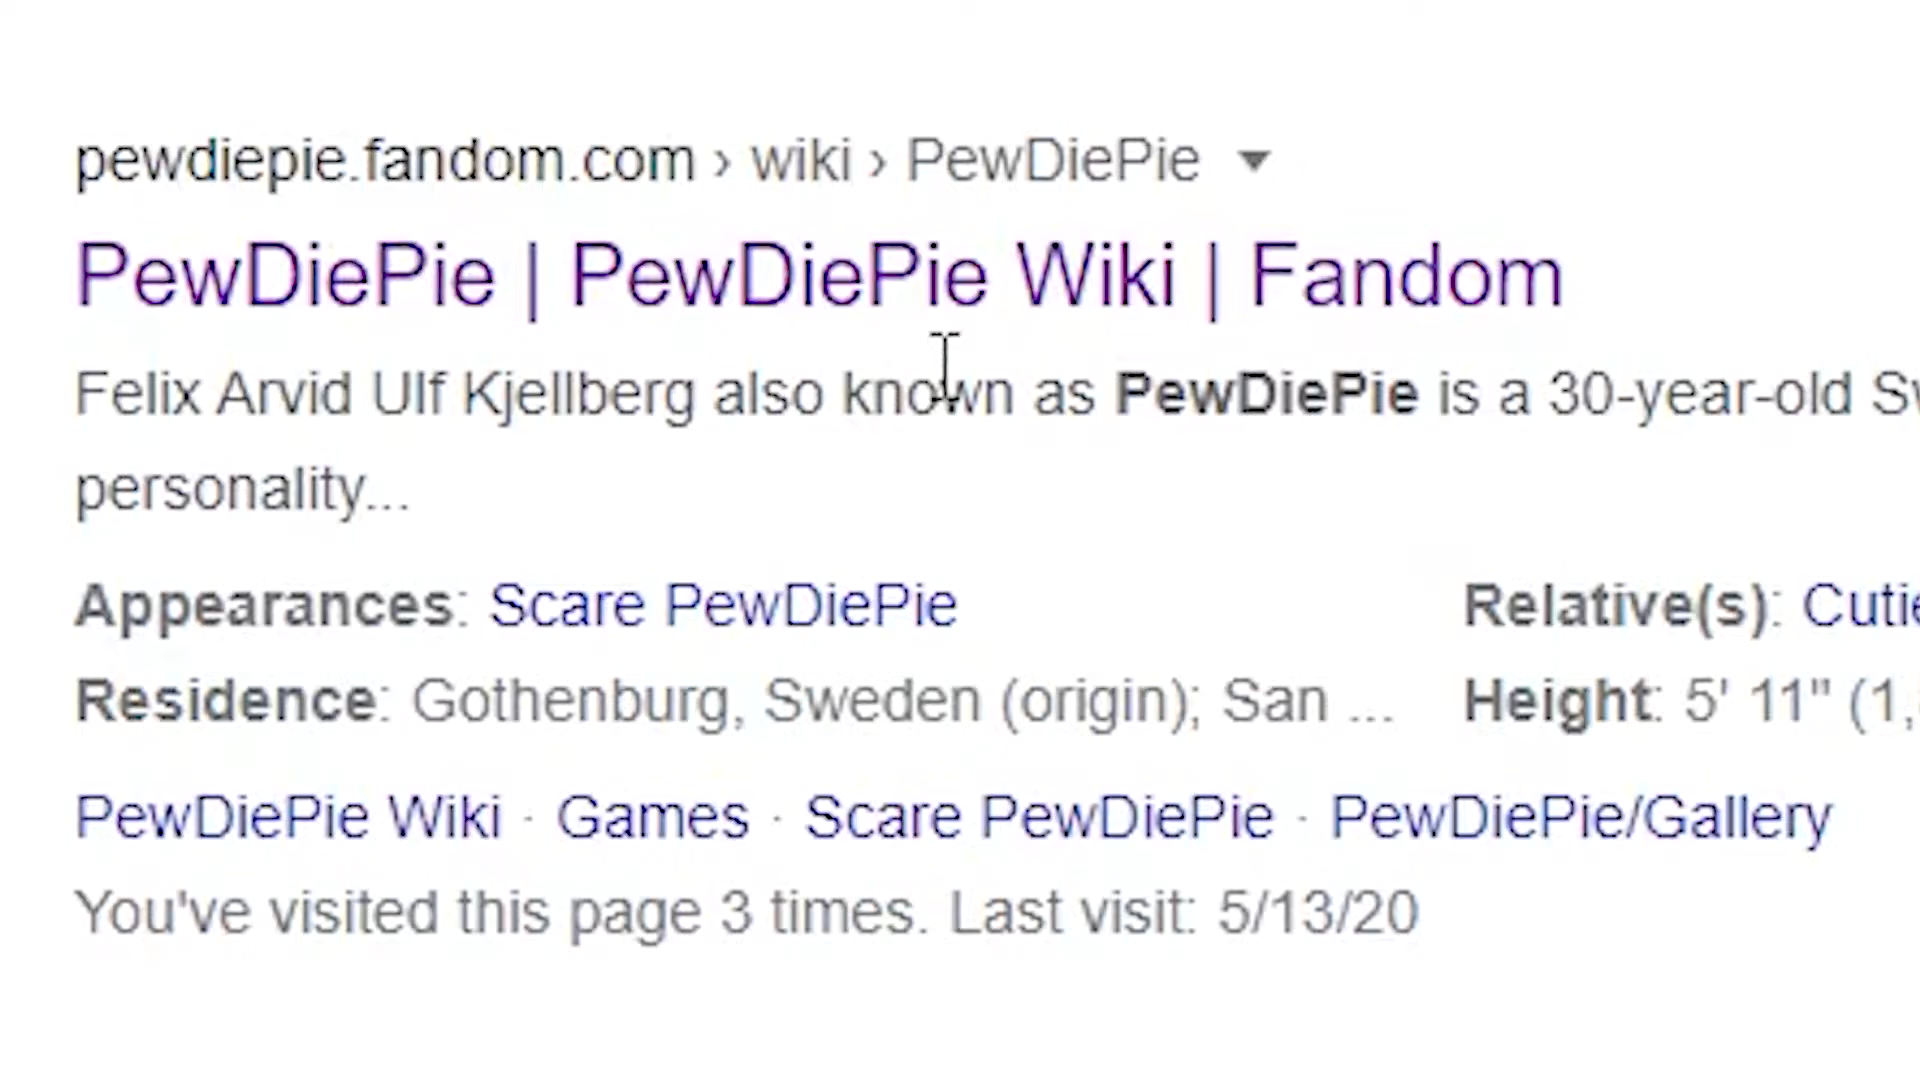 pewdiepie.fandom.com › wiki › PewDiePie
PewDiePie | PewDiePie Wiki | Fandom
Felix Arvid Ulf Kjellberg also known as PewDiePie is a 30-year-old
personality...
Appearances: Scare PewDiePie Relative(s):
Residence: Gothenburg, Sweden (origin); San ... Height: 5' 11" (1,
PewDiePie Wiki · Games · Scare PewDiePie · PewDiePie/Gallery
You've visited this page 3 times. Last visit: 5/13/20